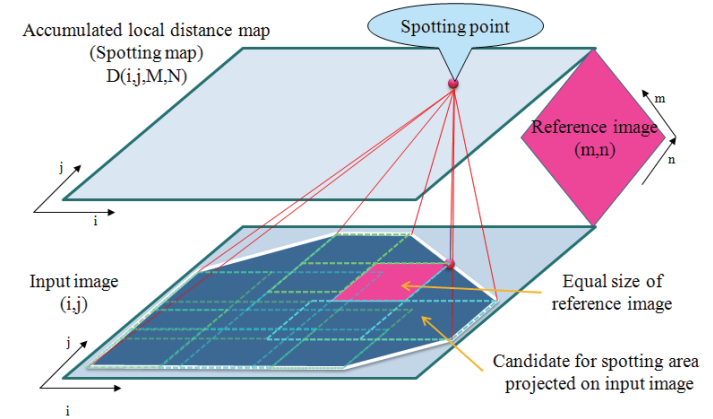 Accumulated local distance map
(Spotting map)
D(i,j,M,N)
Spotting point
m
Reference image
(m,n)
n
j
i
Input image
(i,j)
Equal size of
reference image
j
Candidate for spotting area
projected on input image
i